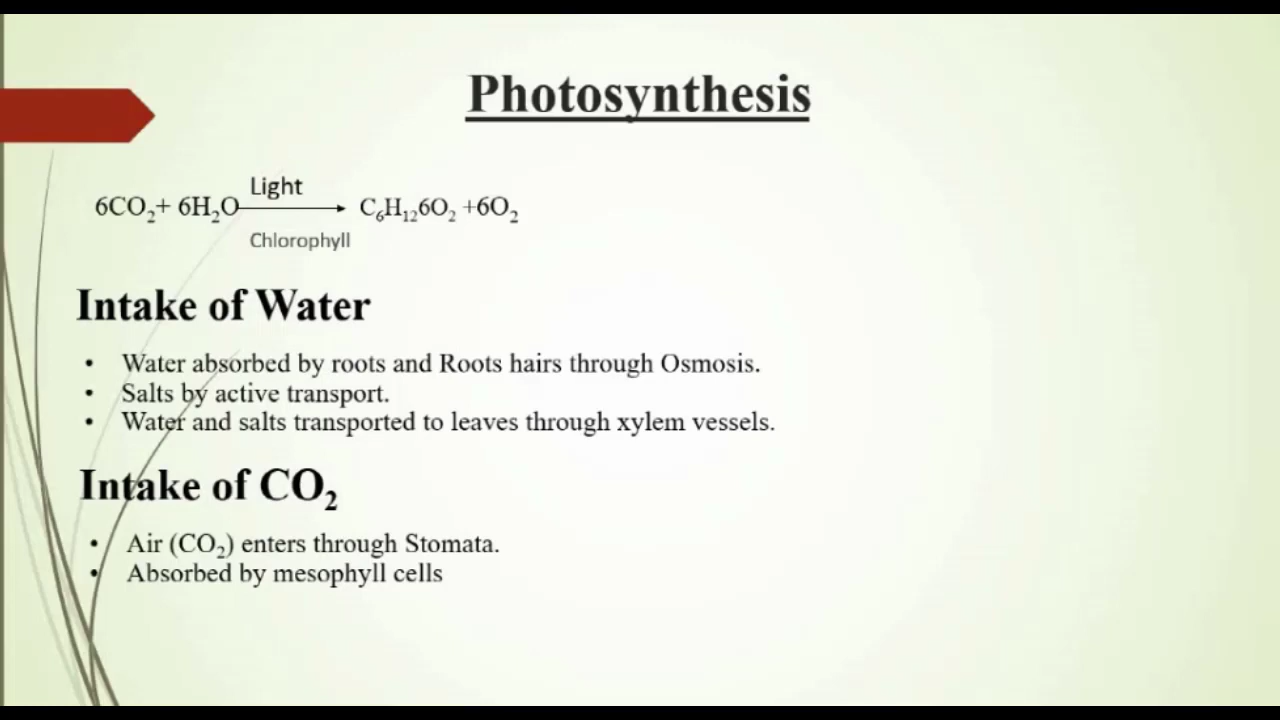 Photosynthesis
Light
6CO₂+ 6H₂O → C₆H₁₂6O₂ +6O₂
Chlorophyll
Intake of Water
• Water absorbed by roots and Roots hairs through Osmosis.
• Salts by active transport.
• Water and salts transported to leaves through xylem vessels.
Intake of CO₂
• Air (CO₂) enters through Stomata.
• Absorbed by mesophyll cells